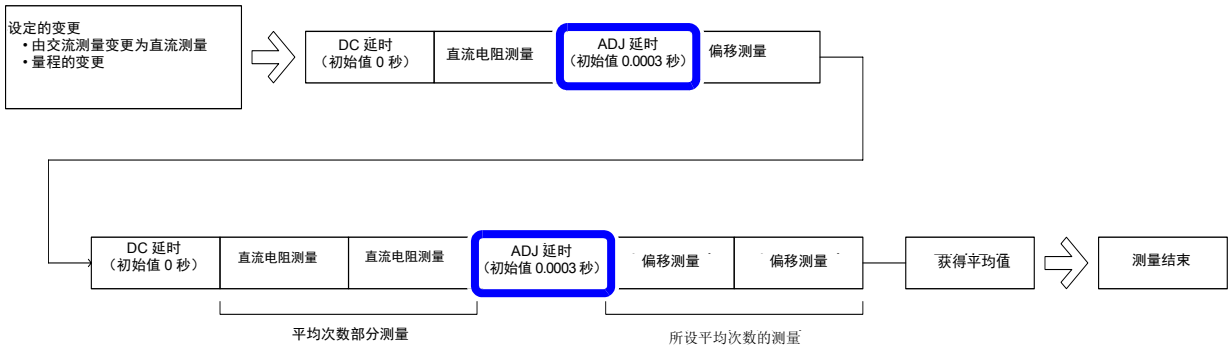 设定的变更
• 由交流测量变更为直流测量
• 量程的变更
DC 延时
（初始值 0 秒）
直流电阻测量
ADJ 延时
（初始值 0.0003 秒）
偏移测量
DC 延时
（初始值 0 秒）
直流电阻测量
直流电阻测量
ADJ 延时
（初始值 0.0003 秒）
偏移测量
偏移测量
获得平均值
测量结束
平均次数部分测量
所设平均次数的测量